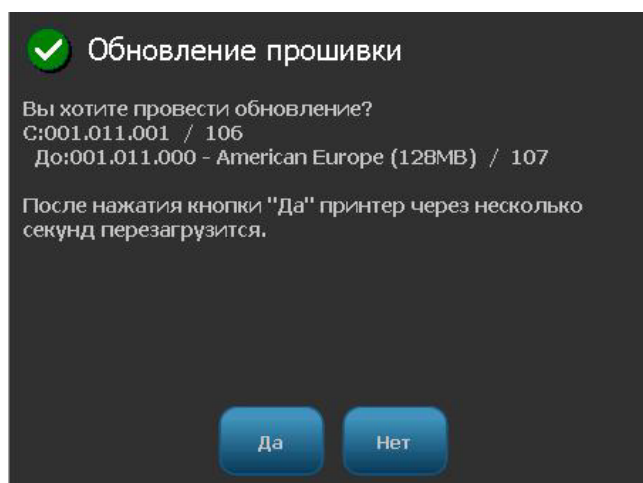 Обновление прошивки
Вы хотите провести обновление?
С:001.011.001 / 106
До:001.011.000 - American Europe (128MB) / 107
После нажатия кнопки "Да" принтер через несколько
секунд перезагрузится.
Да
Нет